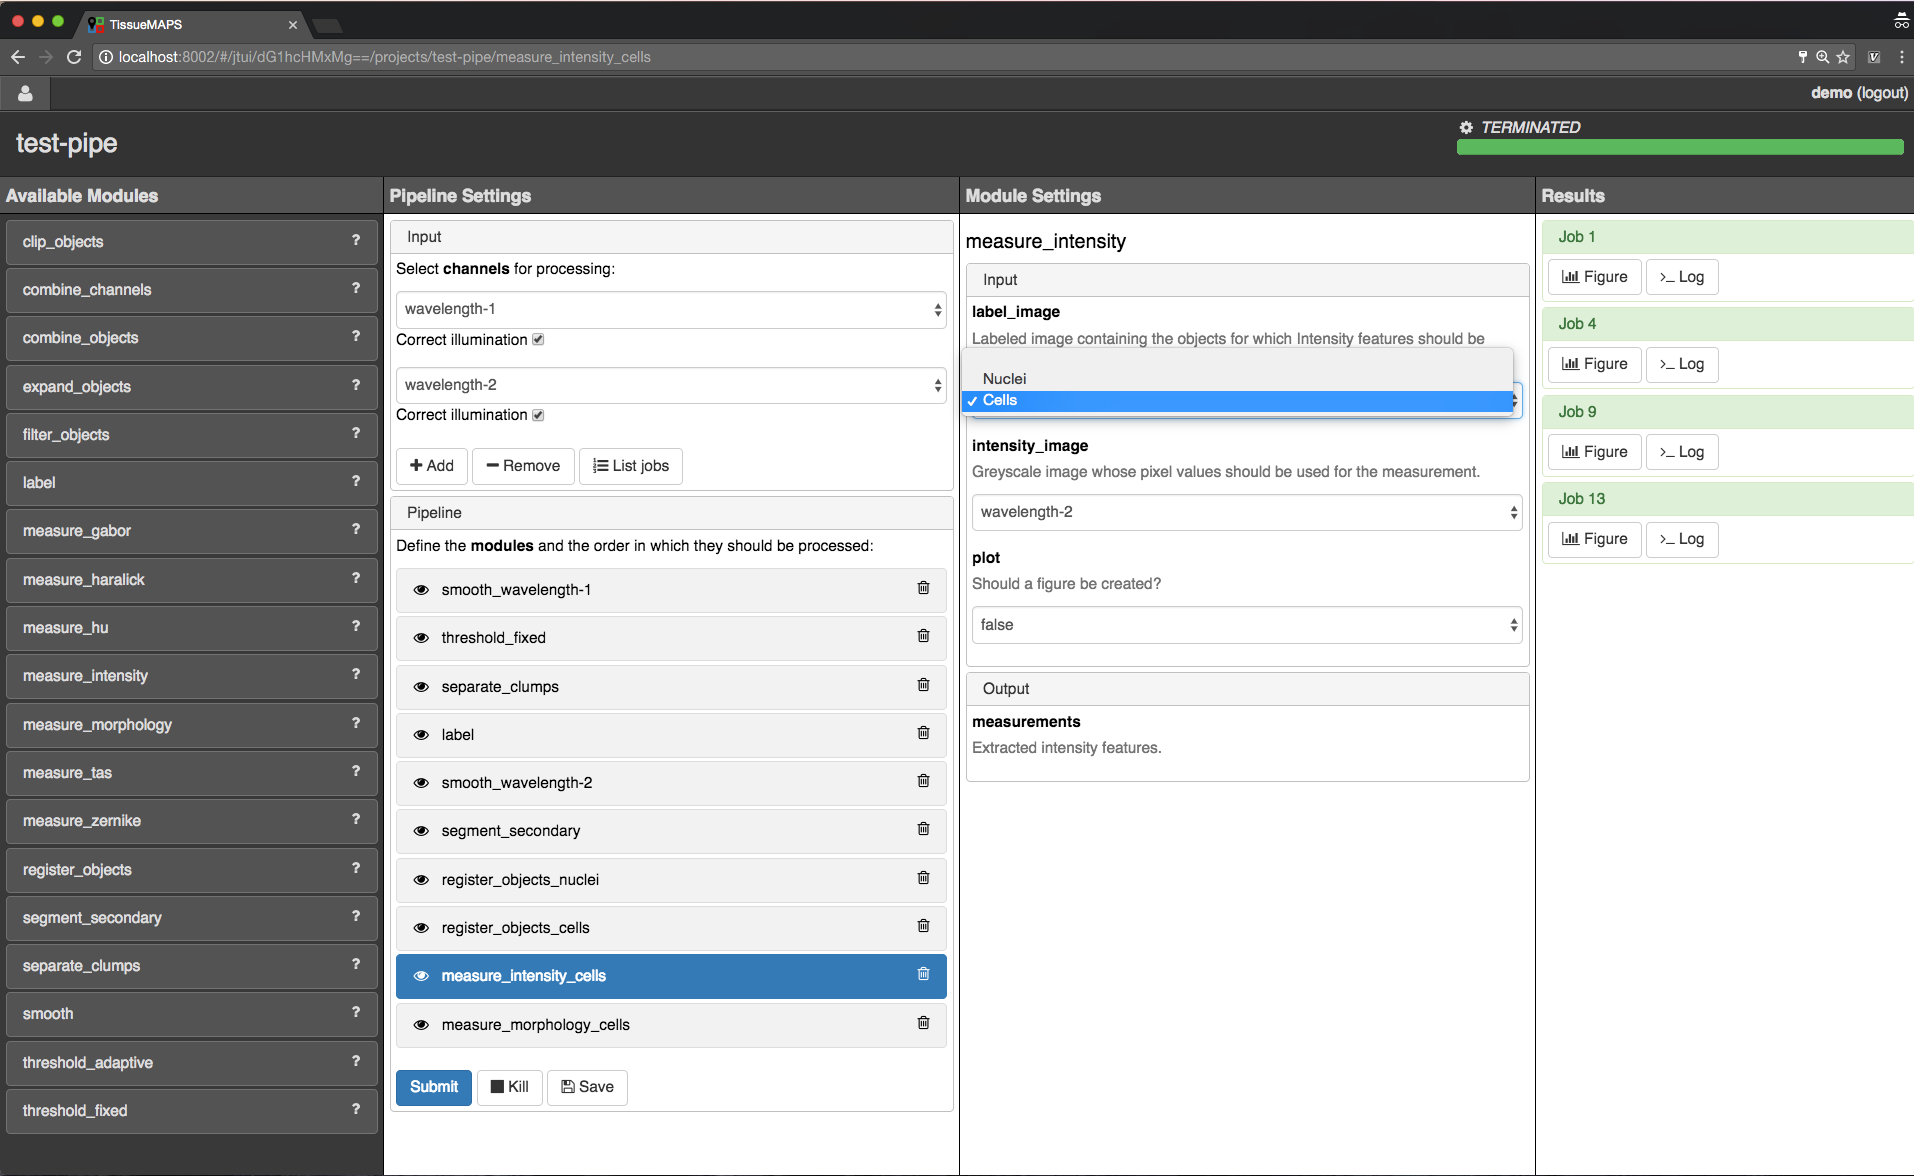 TissueMAPS
localhost:8002/#/jtui/dG1hcHMxMg==/projects/test-pipe/measure_intensity_cells
demo (logout)
test-pipe
TERMINATED
Available Modules
clip_objects ?
combine_channels ?
combine_objects ?
expand_objects ?
filter_objects ?
label ?
measure_gabor ?
measure_haralick ?
measure_hu ?
measure_intensity ?
measure_morphology ?
measure_tas ?
measure_zernike ?
register_objects ?
segment_secondary ?
separate_clumps ?
smooth ?
threshold_adaptive ?
threshold_fixed ?
Pipeline Settings
Input
Select channels for processing:
wavelength-1
Correct illumination
wavelength-2
Correct illumination
Add
Remove
List jobs
Pipeline
Define the modules and the order in which they should be processed:
smooth_wavelength-1
threshold_fixed
separate_clumps
label
smooth_wavelength-2
segment_secondary
register_objects_nuclei
register_objects_cells
measure_intensity_cells
measure_morphology_cells
Submit
Kill
Save
Module Settings
measure_intensity
Input
label_image
Labeled image containing the objects for which Intensity features should be
Nuclei
✓ Cells
intensity_image
Greyscale image whose pixel values should be used for the measurement.
wavelength-2
plot
Should a figure be created?
false
Output
measurements
Extracted intensity features.
Results
Job 1
Figure
>_ Log
Job 4
Figure
>_ Log
Job 9
Figure
>_ Log
Job 13
Figure
>_ Log